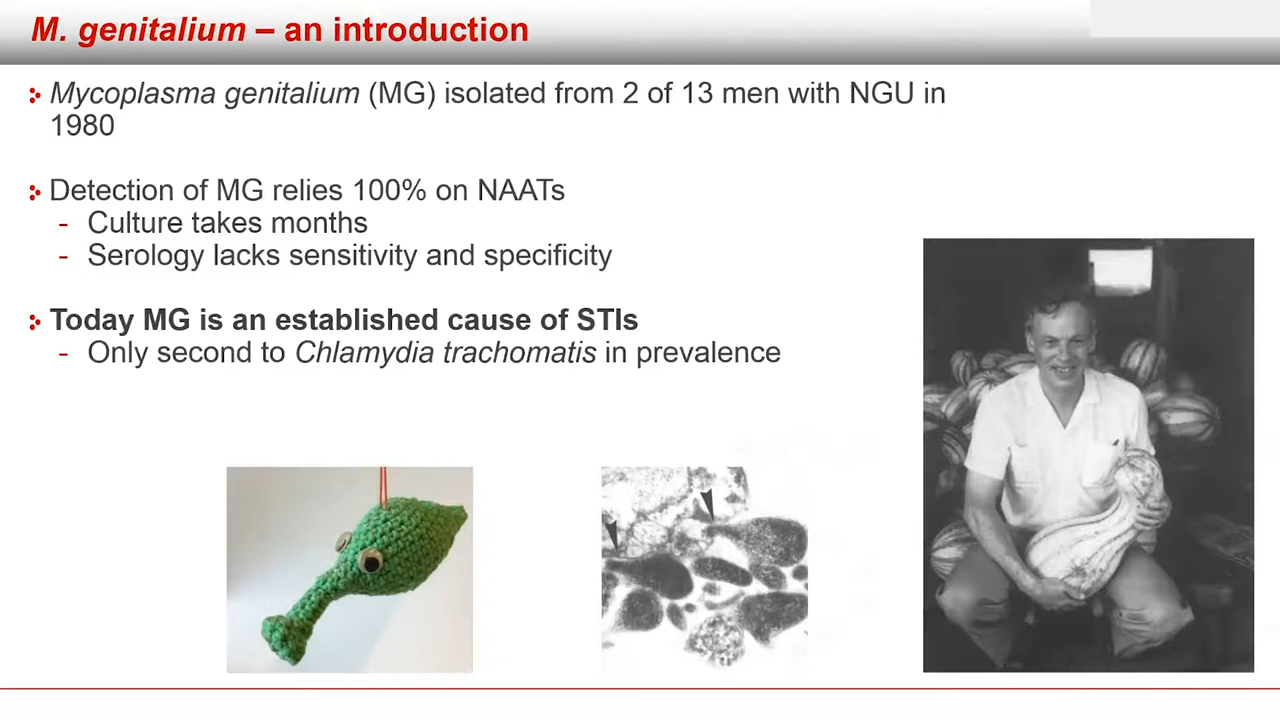 M. genitalium – an introduction
Mycoplasma genitalium (MG) isolated from 2 of 13 men with NGU in
1980
Detection of MG relies 100% on NAATs
- Culture takes months
- Serology lacks sensitivity and specificity
Today MG is an established cause of STIs
- Only second to Chlamydia trachomatis in prevalence